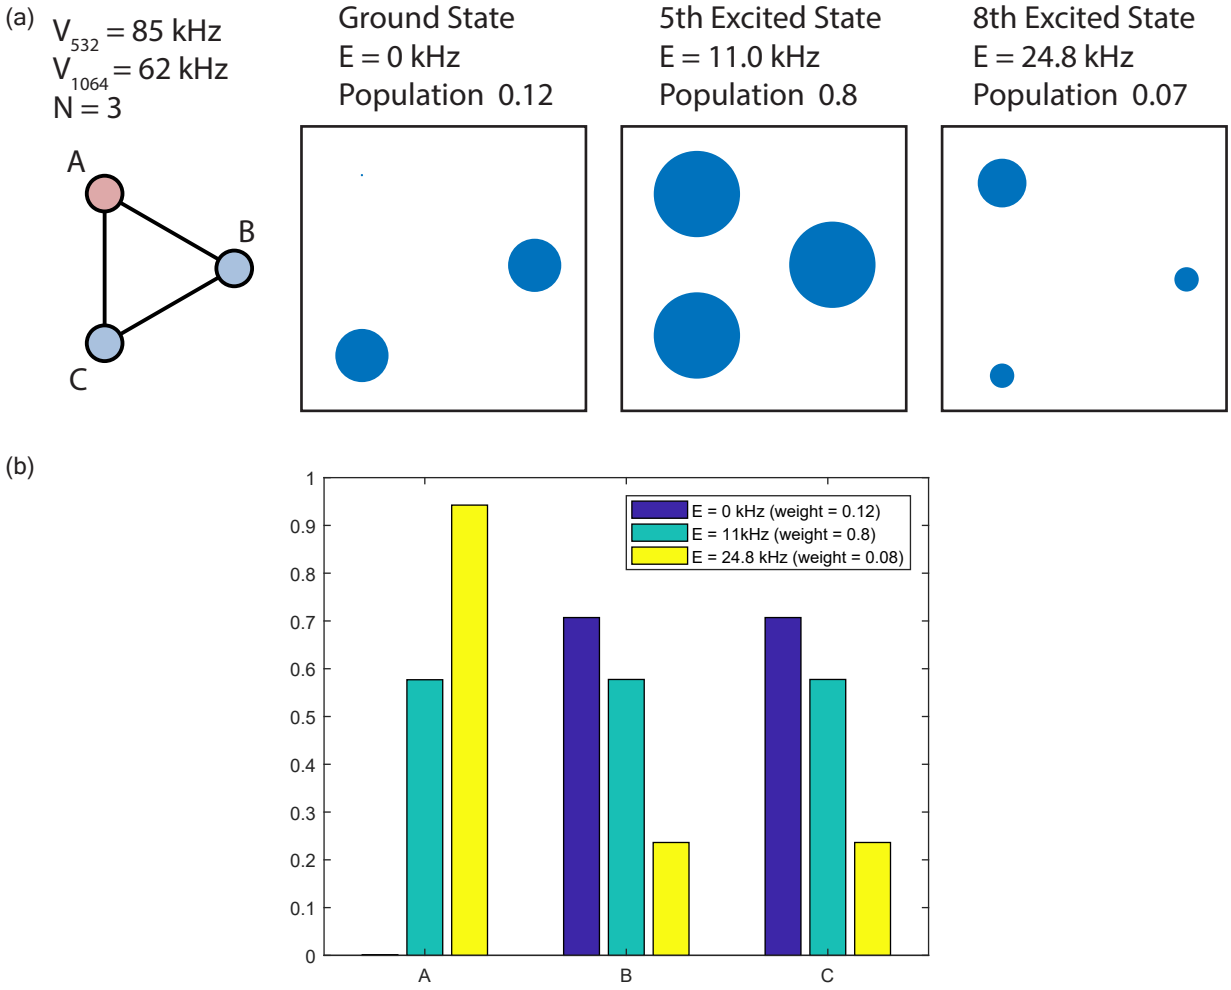 (a)
V532 = 85 kHz
V1064 = 62 kHz
N = 3
A
B
C
Ground State
E = 0 kHz
Population 0.12
5th Excited State
E = 11.0 kHz
Population 0.8
8th Excited State
E = 24.8 kHz
Population 0.07
(b)
1
0.9
0.8
0.7
0.6
0.5
0.4
0.3
0.2
0.1
0
E = 0 kHz (weight = 0.12)
E = 11kHz (weight = 0.8)
E = 24.8 kHz (weight = 0.08)
A
B
C